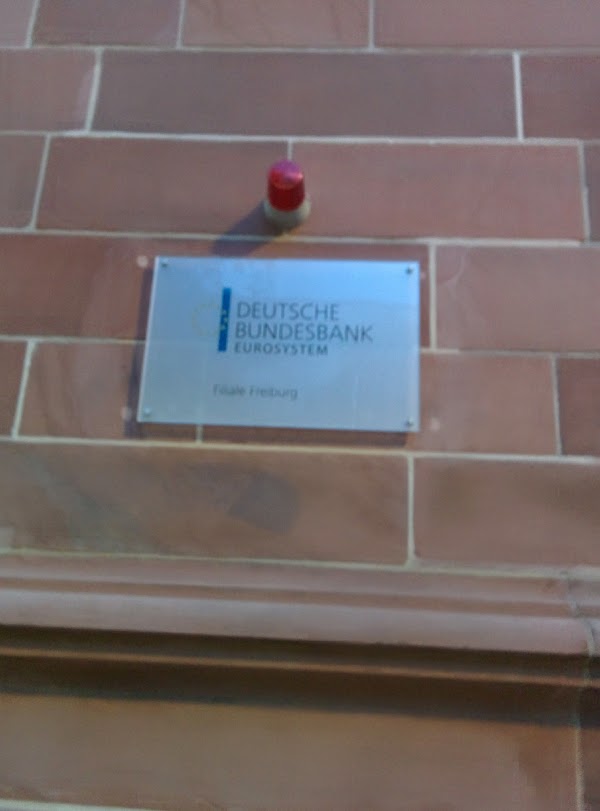 DEUTSCHE
BUNDESBANK
EUROSYSTEM
Filiale Freiburg